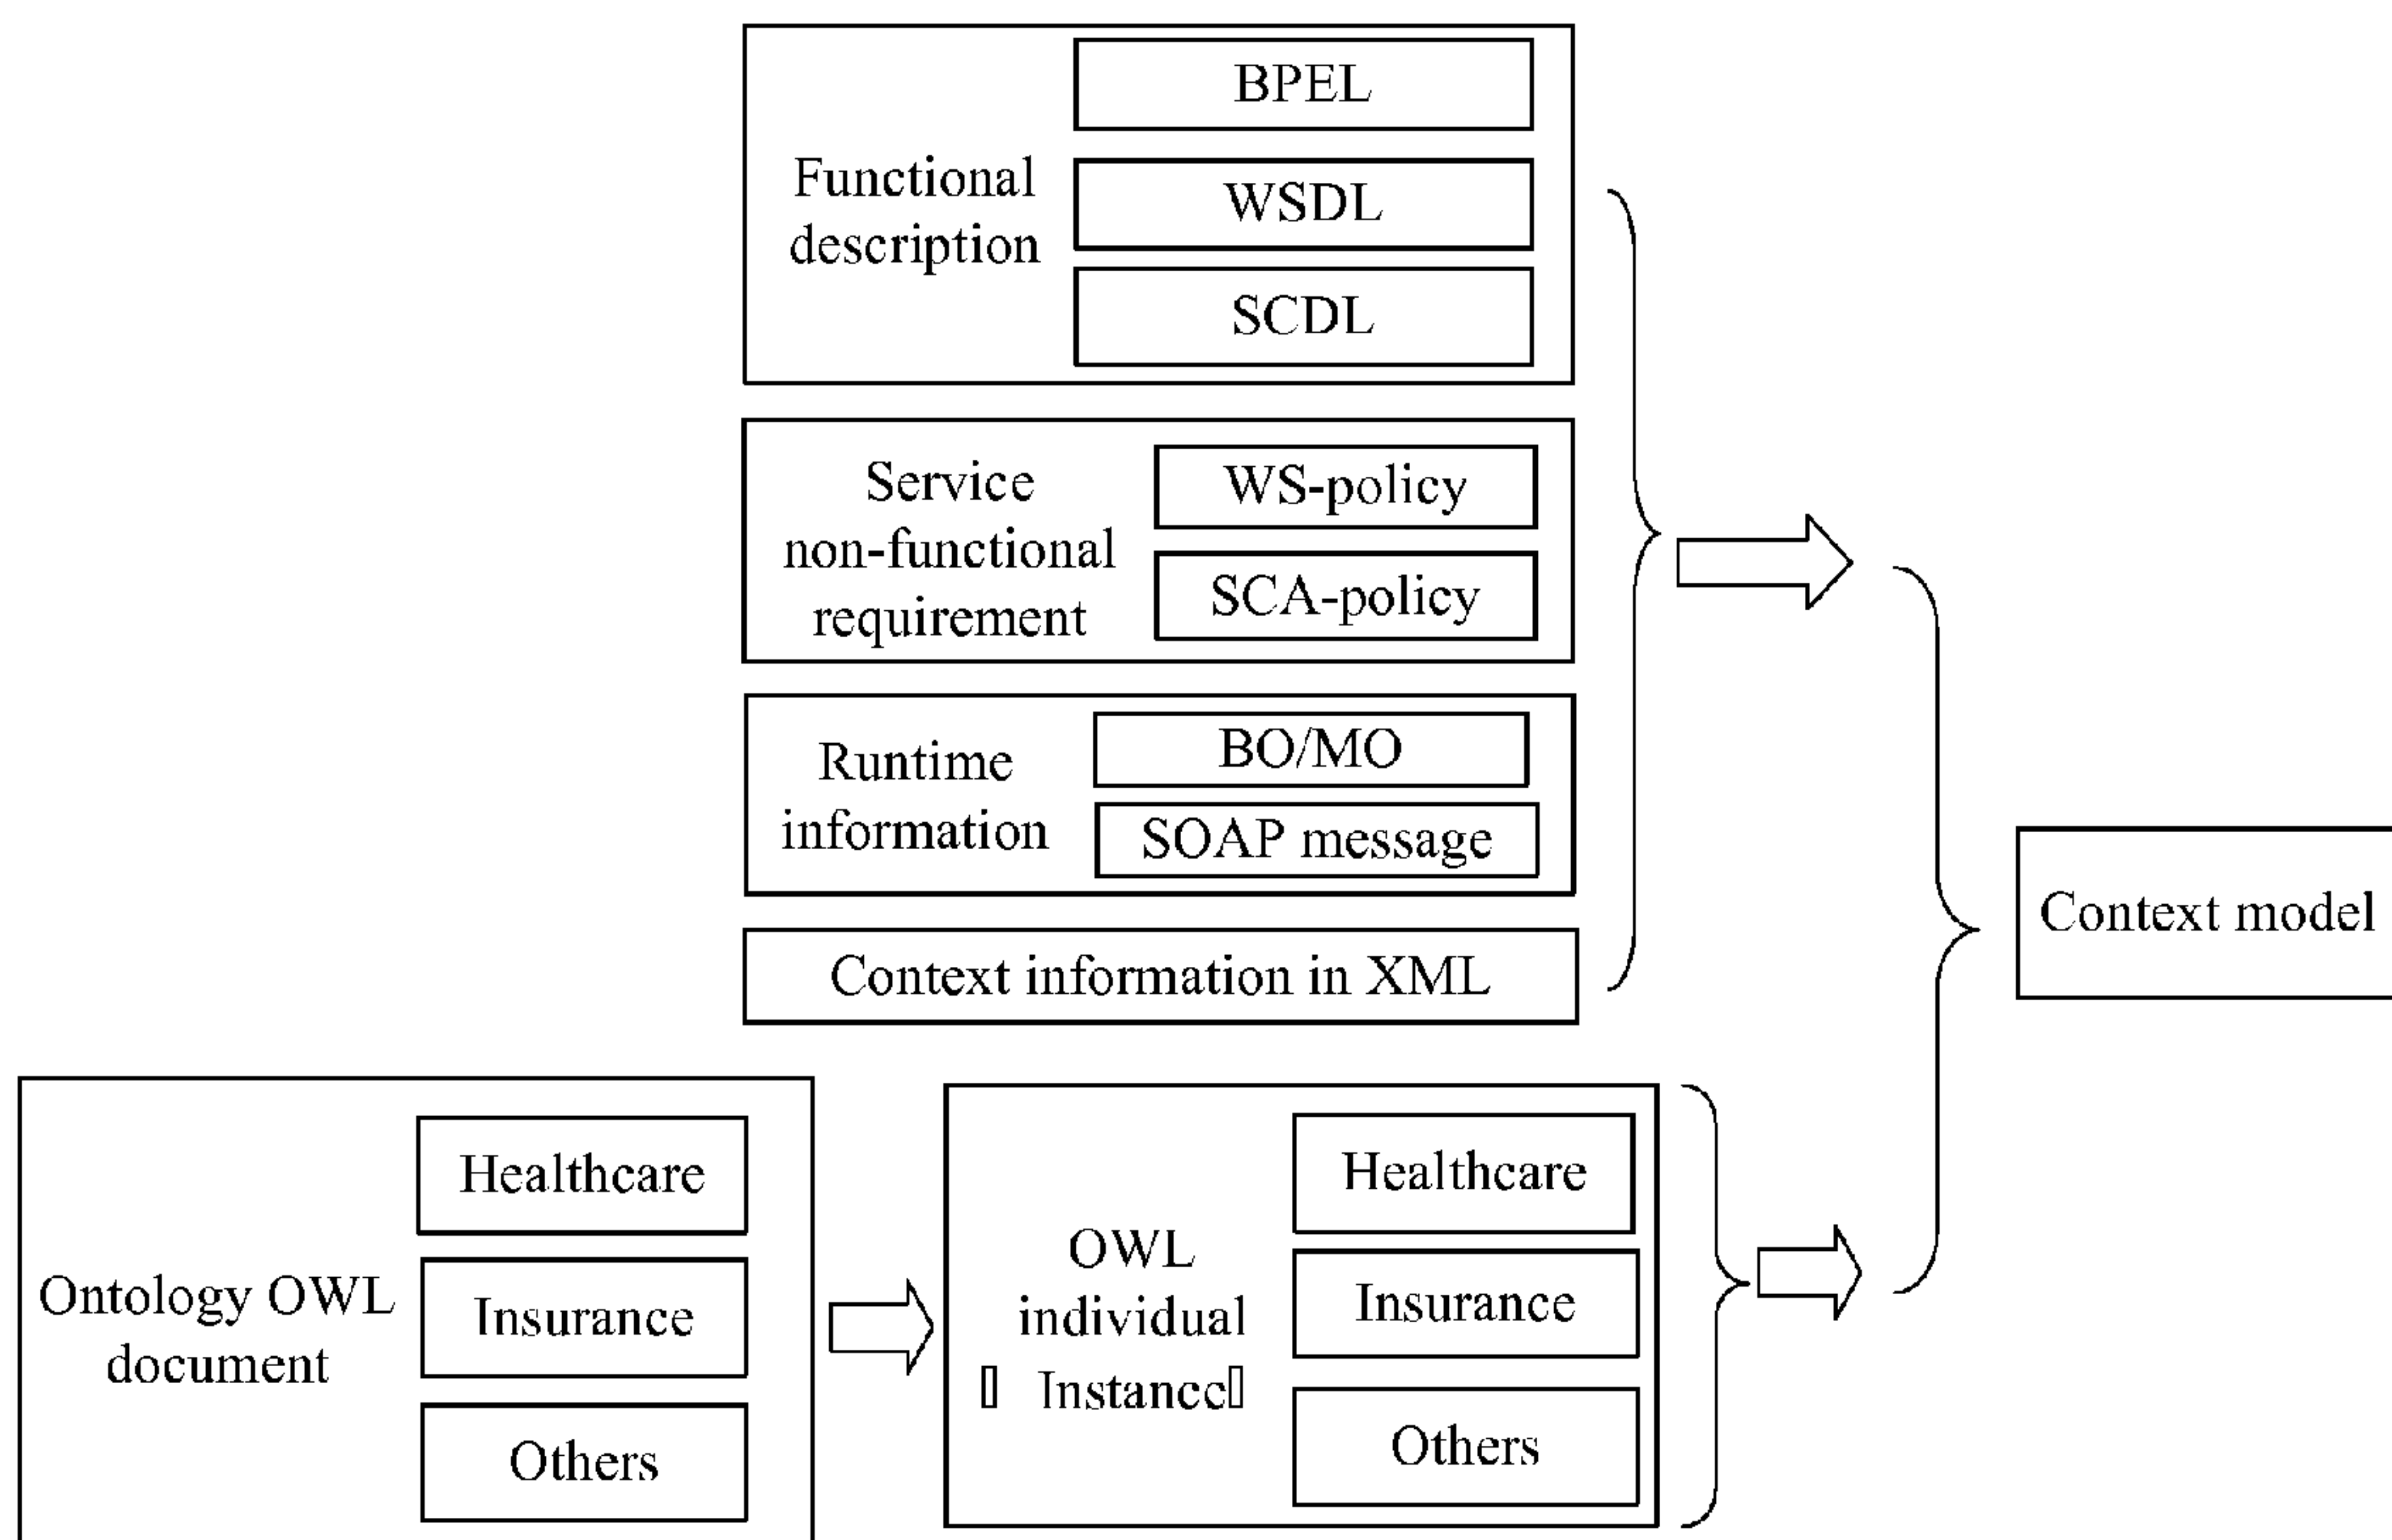 BPEL
Functional
description
WSDL
SCDL
Service
non-functional
requirement
WS-policy
SCA-policy
Runtime
information
BO/MO
SOAP message
Context information in XML
Context model
Ontology OWL
document
Healthcare
Insurance
Others
OWL
individual
Instance
Healthcare
Insurance
Others